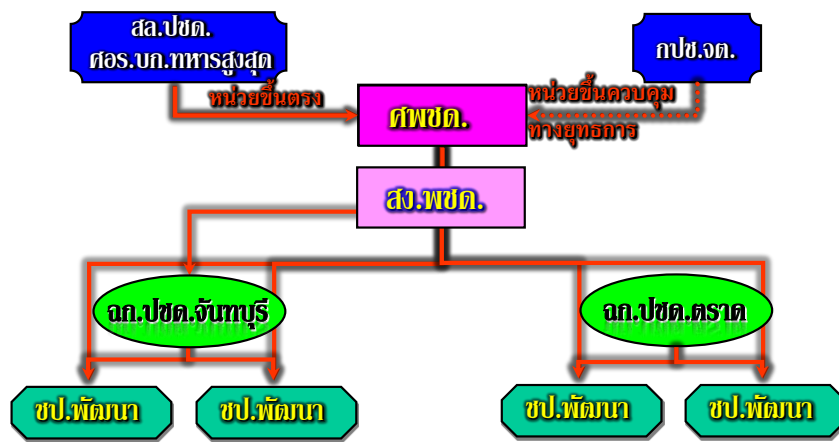 สล.ปชด.
ศอร.บก.ทหารสูงสุด
กปช.จต.
หน่วยขึ้นตรง
หน่วยขึ้นควบคุม
ทางยุทธการ
ศพชด.
สง.พชด.
ฉก.ปชด.จันทบุรี
ฉก.ปชด.ตราด
ชป.พัฒนา
ชป.พัฒนา
ชป.พัฒนา
ชป.พัฒนา